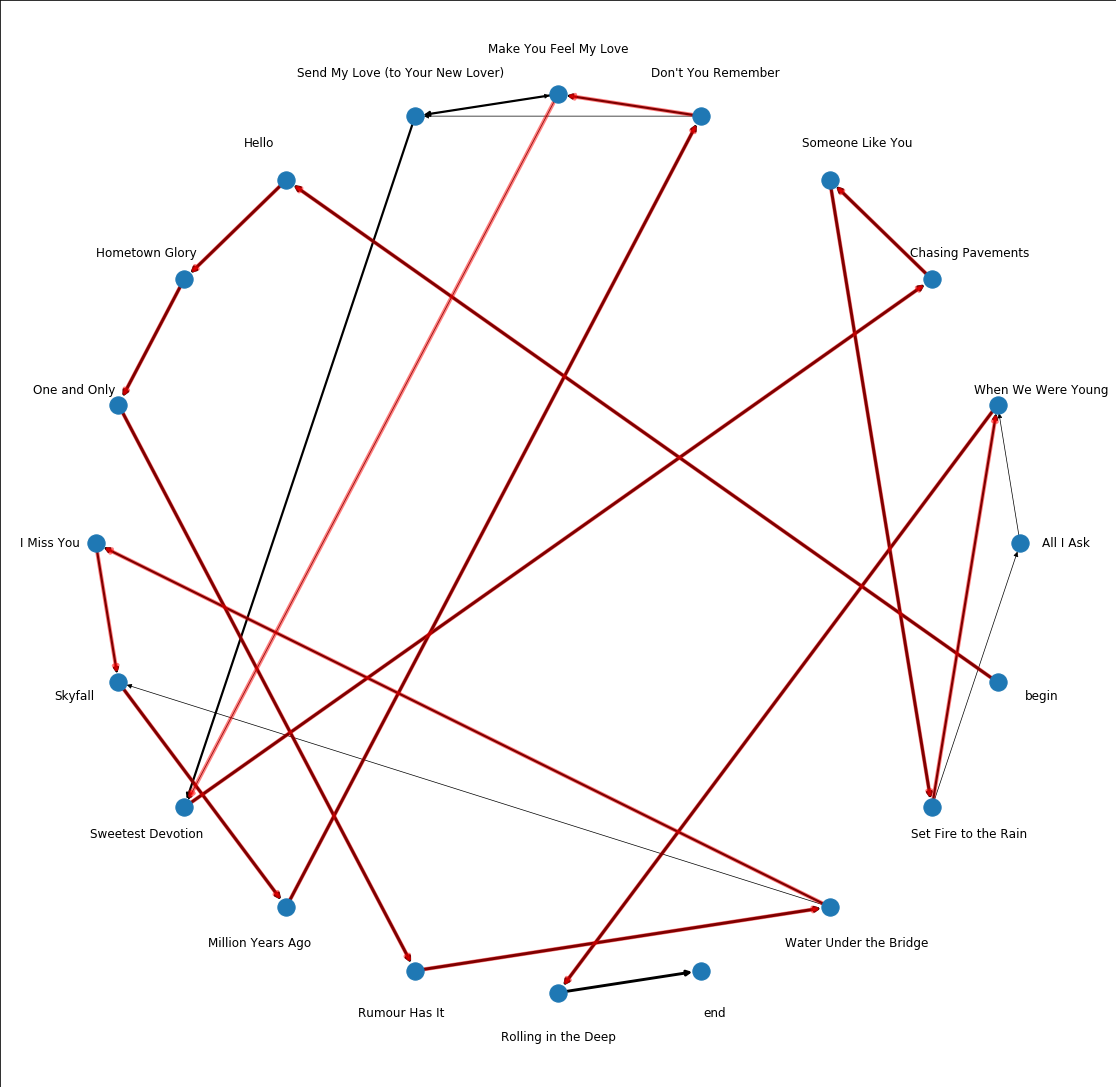 Make You Feel My Love
Send My Love (to Your New Lover)
Don't You Remember
Hello
Someone Like You
Hometown Glory
Chasing Pavements
One and Only
When We Were Young
I Miss You
All I Ask
Skyfall
begin
Sweetest Devotion
Set Fire to the Rain
Million Years Ago
Water Under the Bridge
Rumour Has It
end
Rolling in the Deep